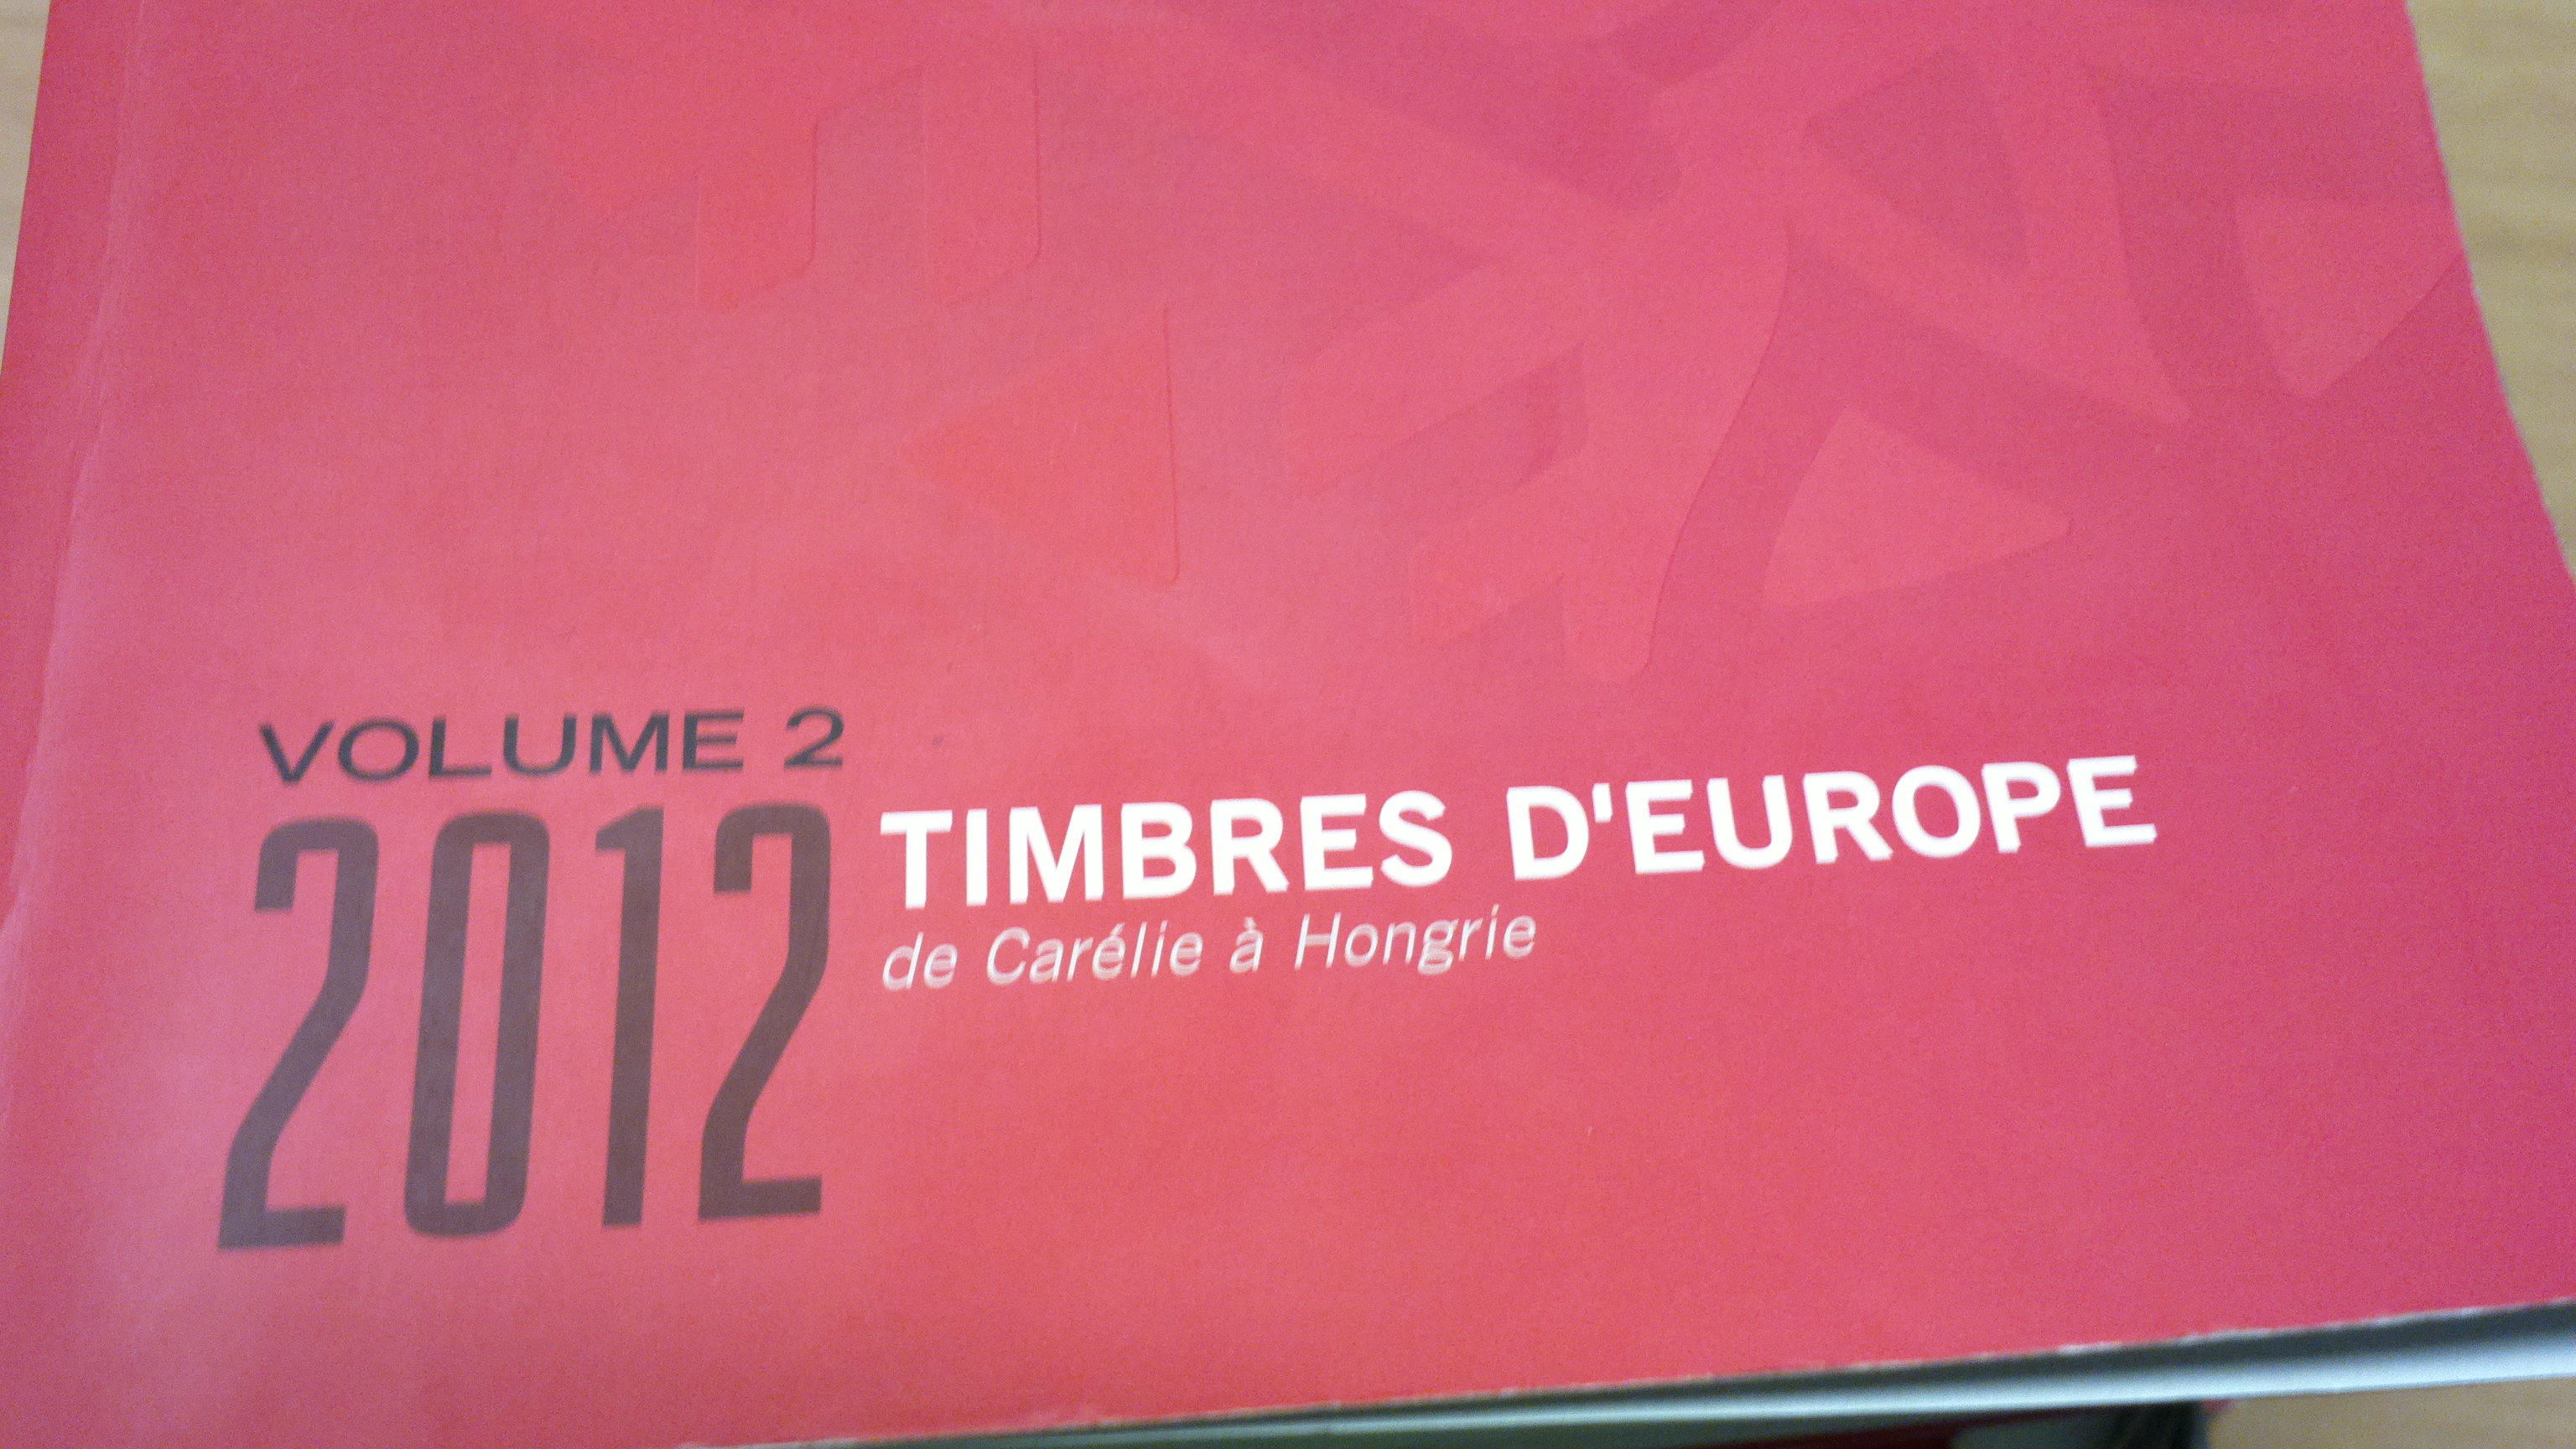 VOLUME 2
2012
TIMBRES D'EUROPE
de Carélie à Hongrie